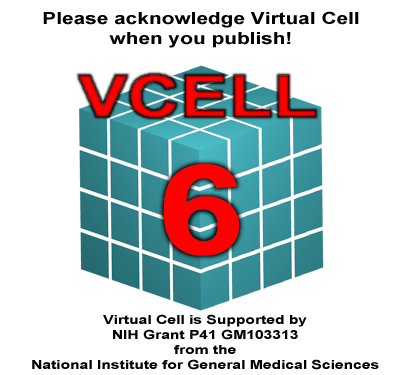 Please acknowledge Virtual Cell
when you publish!
VCELL
6
Virtual Cell is Supported by
NIH Grant P41 GM103313
from the
National Institute for General Medical Sciences